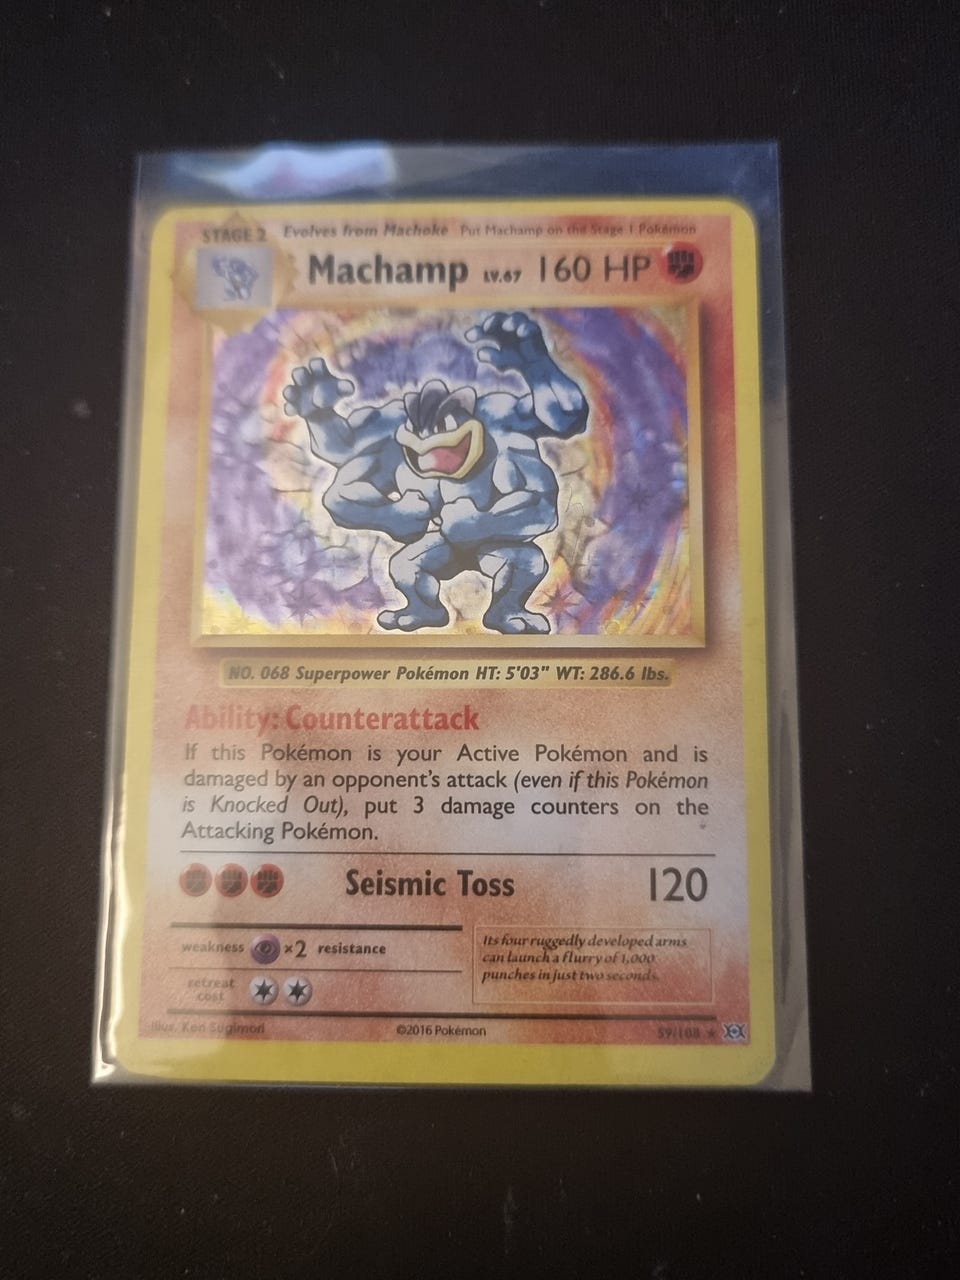 STAGE 2 Evolves from Machoke Put Machamp on the Stage 1 Pokémon
Machamp LV.67 160 HP
NO. 068 Superpower Pokémon HT: 5'03" WT: 286.6 lbs.
Ability: Counterattack
If this Pokémon is your Active Pokémon and is
damaged by an opponent's attack (even if this Pokémon
is Knocked Out), put 3 damage counters on the
Attacking Pokémon.
Seismic Toss 120
weakness ×2 resistance
retreat
cost
Its four ruggedly developed arms
can launch a flurry of 1,000
punches in just two seconds.
Illus. Ken Sugimori ©2016 Pokémon 59/108 ★